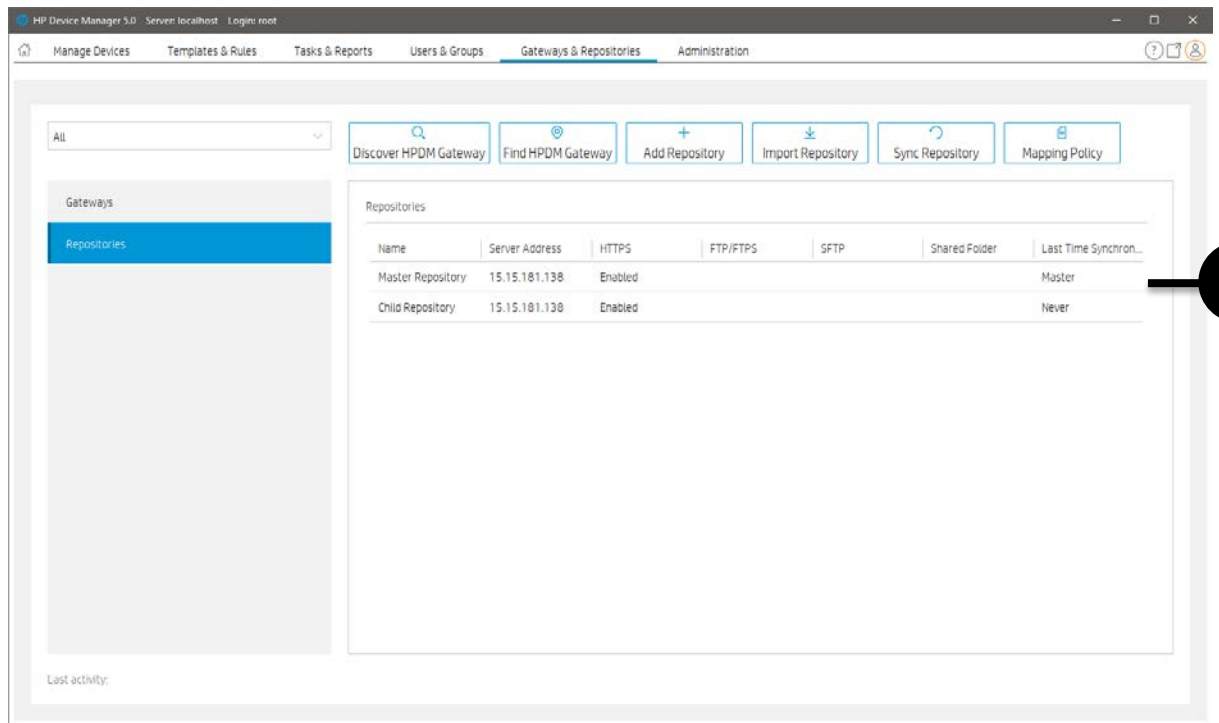 HP Device Manager 5.0 Server: localhost Login: root
Manage Devices Templates & Rules Tasks & Reports Users & Groups Gateways & Repositories Administration
All
Discover HPDM Gateway Find HPDM Gateway Add Repository Import Repository Sync Repository Mapping Policy
Gateways
Repositories
Repositories
Name Server Address HTTPS FTP/FTPS SFTP Shared Folder Last Time Synchron...
Master Repository 15.15.181.138 Enabled Master
Child Repository 15.15.181.138 Enabled Never
Last activity: